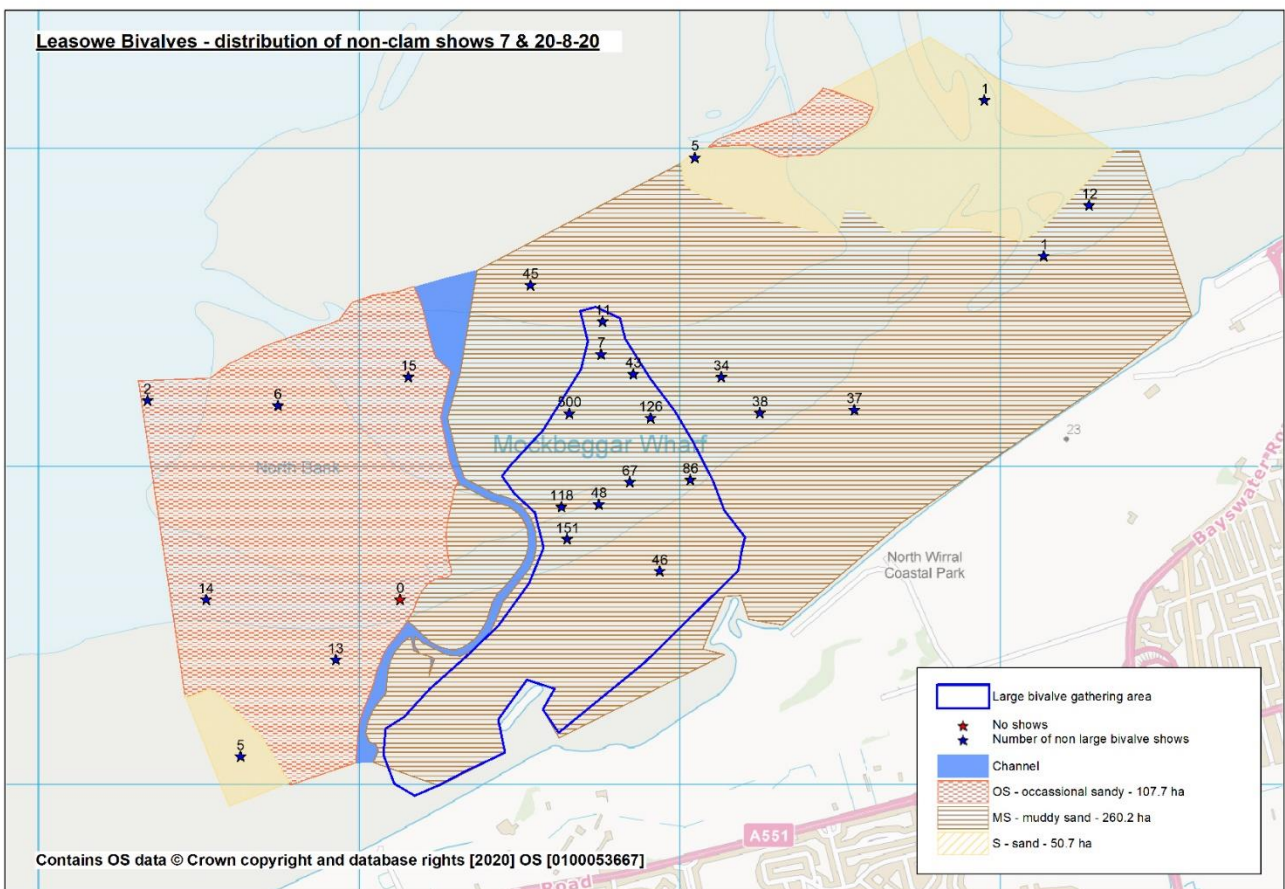 Leasowe Bivalves - distribution of non-clam shows 7 & 20-8-20
1
5
12
1
45
11
7
43
34
15
2
6
500
126
38
37
Mockbeggar Wharf
23
North Bank
67
86
118
48
151
Bayswater Road
North Wirral
Coastal Park
46
14
0
13
5
Large bivalve gathering area
No shows
Number of non large bivalve shows
Channel
OS - occassional sandy - 107.7 ha
MS - muddy sand - 260.2 ha
S - sand - 50.7 ha
A551
Contains OS data © Crown copyright and database rights [2020] OS [0100053667]
Road